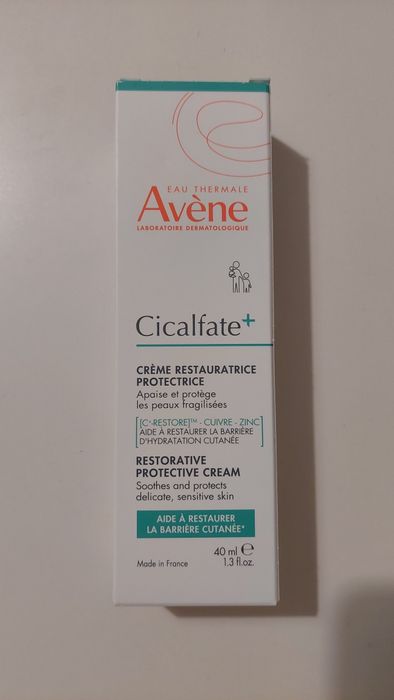 EAU THERMALE
Avène
LABORATOIRE DERMATOLOGIQUE
Cicalfate+
CRÈME RESTAURATRICE
PROTECTRICE
Apaise et protège
les peaux fragilisées
[C+-RESTORE]™ - CUIVRE - ZINC
AIDE À RESTAURER LA BARRIÈRE
D'HYDRATATION CUTANÉE
RESTORATIVE
PROTECTIVE CREAM
Soothes and protects
delicate, sensitive skin
AIDE À RESTAURER
LA BARRIÈRE CUTANÉE*
40 ml ℮
Made in France 1.3 fl.oz.